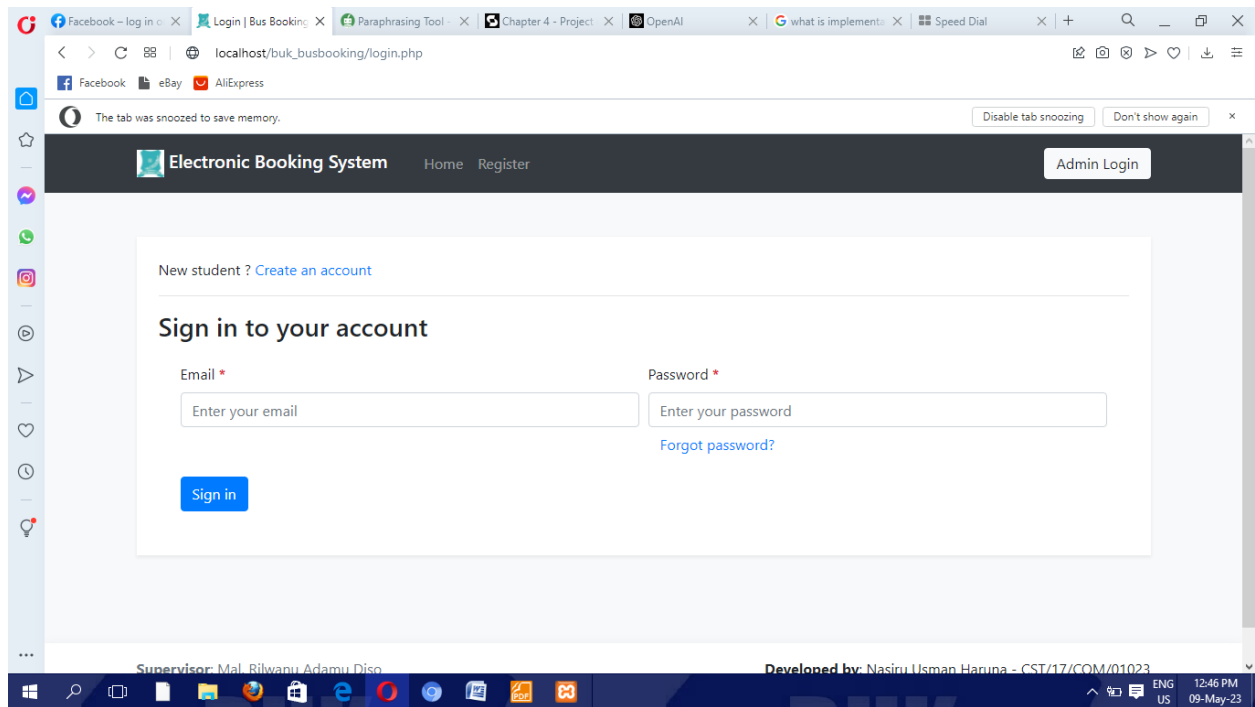 Facebook – log in o
Login | Bus Booking
Paraphrasing Tool -
Chapter 4 - Project
OpenAI
G what is implementa
Speed Dial
localhost/buk_busbooking/login.php
Facebook
eBay
AliExpress
The tab was snoozed to save memory.
Disable tab snoozing
Don't show again
Electronic Booking System
Home
Register
Admin Login
New student ? Create an account
Sign in to your account
Email *
Password *
Enter your email
Enter your password
Forgot password?
Sign in
Supervisor: Mal. Rilwanu Adamu Diso
Developed by: Nasiru Usman Haruna - CST/17/COM/01023
ENG
US
12:46 PM
09-May-23